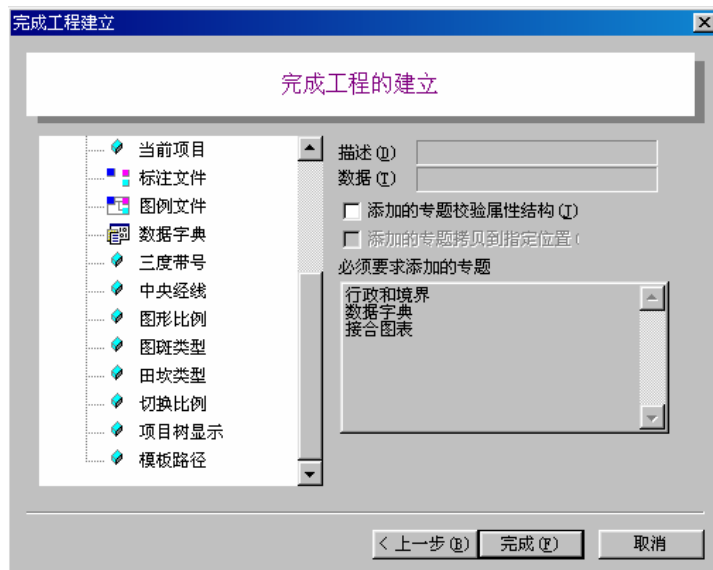 完成工程建立
完成工程的建立
当前项目
标注文件
图例文件
数据字典
三度带号
中央经线
图形比例
图斑类型
田坎类型
切换比例
项目树显示
模板路径
描述(D)
数据(T)
添加的专题校验属性结构(J)
添加的专题拷贝到指定位置(
必须要求添加的专题
行政和境界
数据字典
接合图表
< 上一步(B)
完成(F)
取消